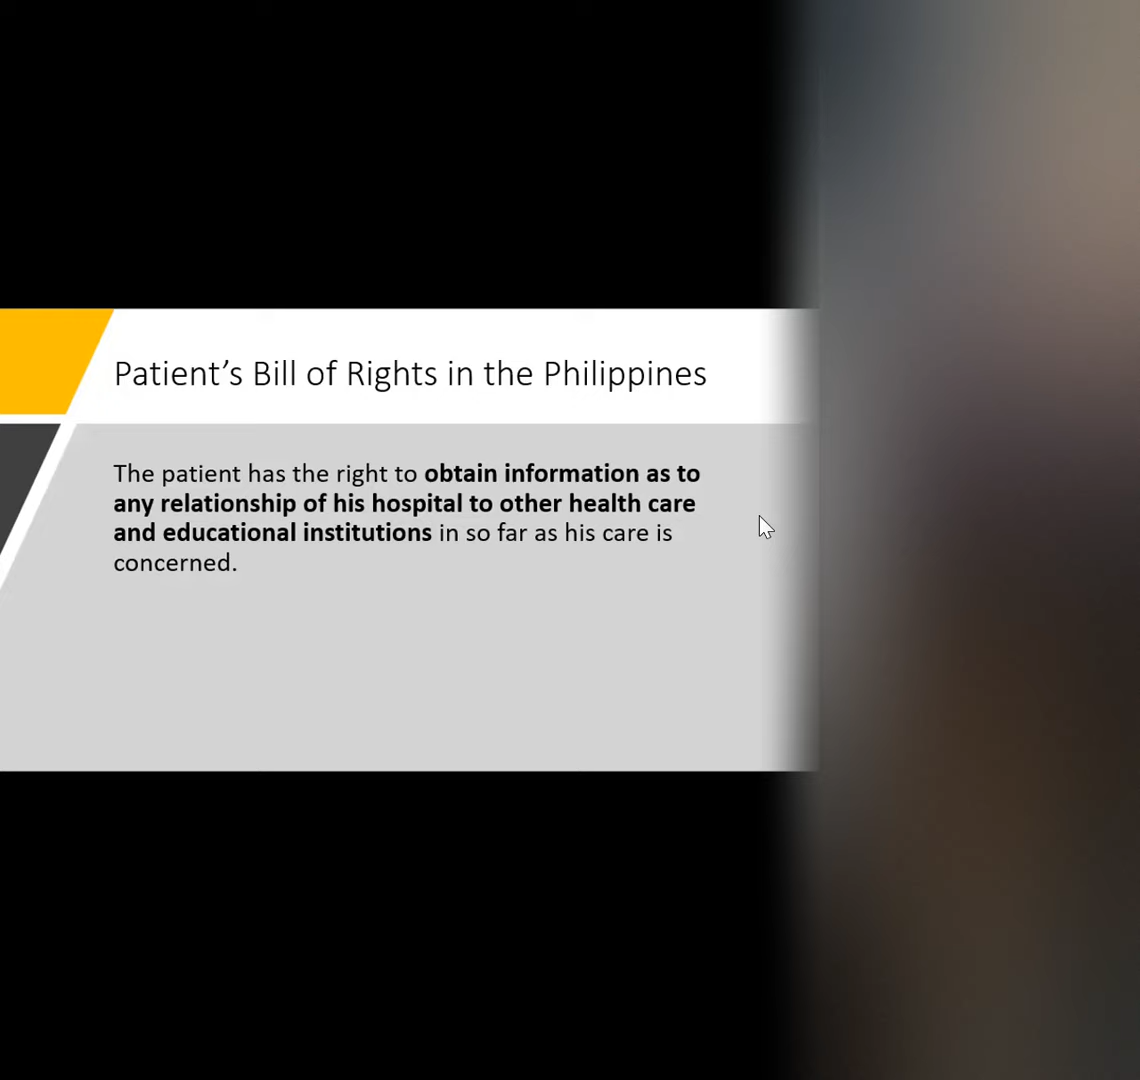 Patient’s Bill of Rights in the Philippines
The patient has the right to obtain information as to
any relationship of his hospital to other health care
and educational institutions in so far as his care is
concerned.